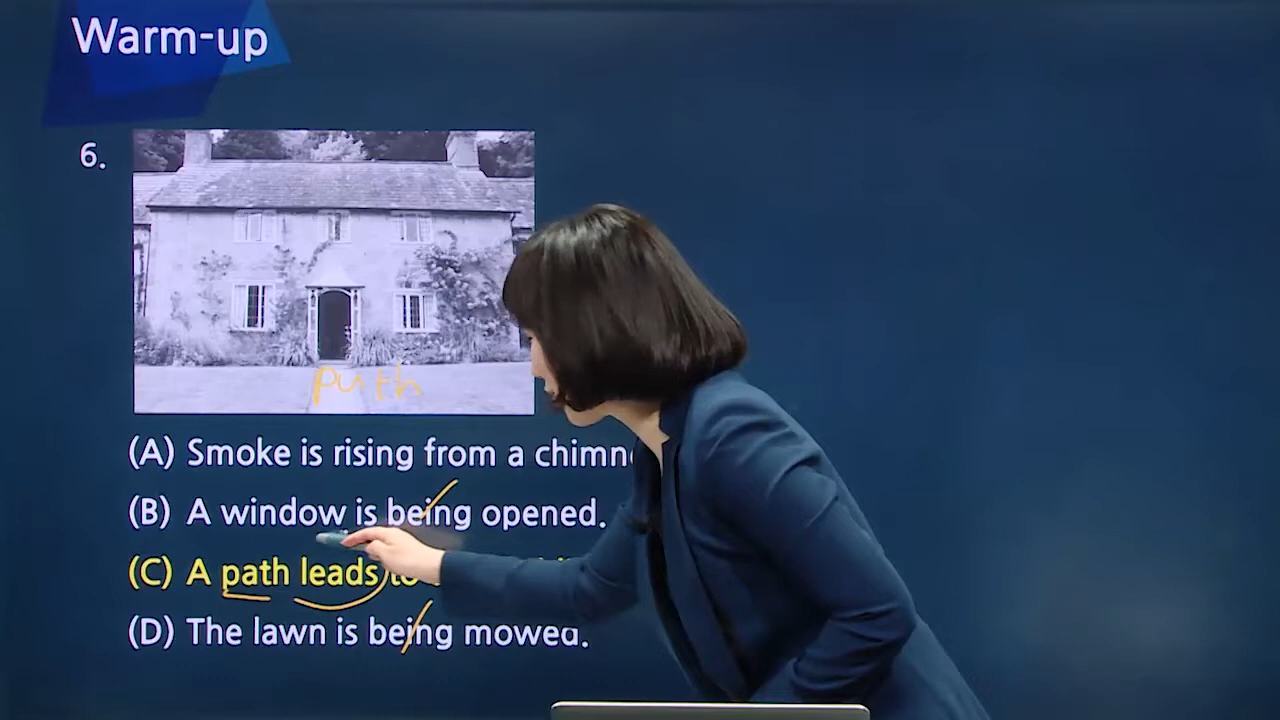 Warm-up
6.
path
(A) Smoke is rising from a
(B) A window is being opened.
(C) A path leads to
(D) The lawn is being mowed.